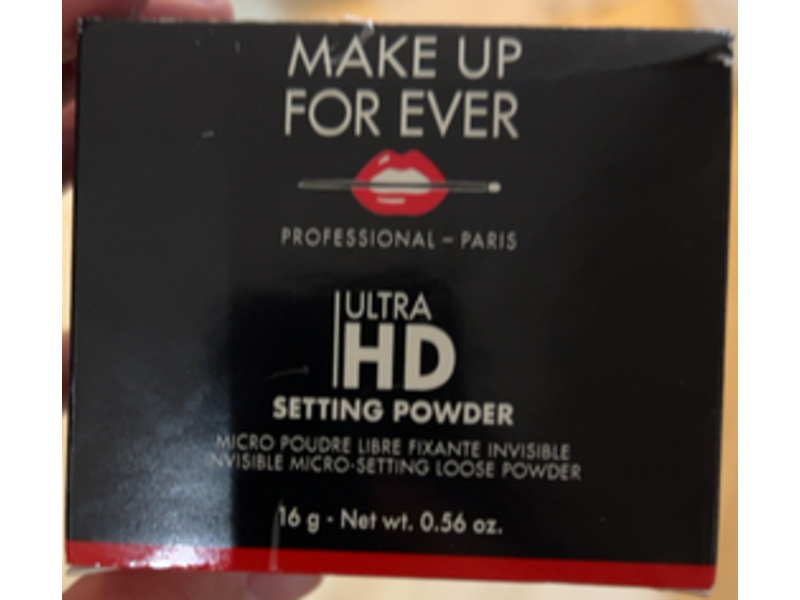 MAKE UP
FOR EVER
PROFESSIONAL – PARIS
ULTRA
HD
SETTING POWDER
MICRO POUDRE LIBRE FIXANTE INVISIBLE
INVISIBLE MICRO-SETTING LOOSE POWDER
16 g - Net wt. 0.56 oz.